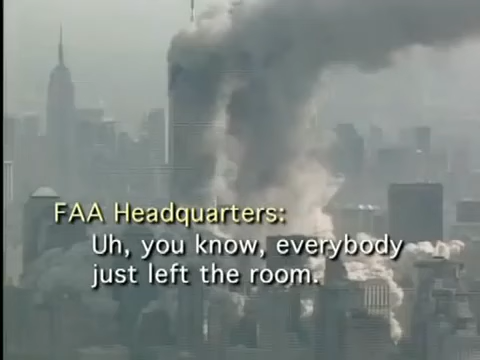 FAA Headquarters:
Uh, you know, everybody
just left the room.